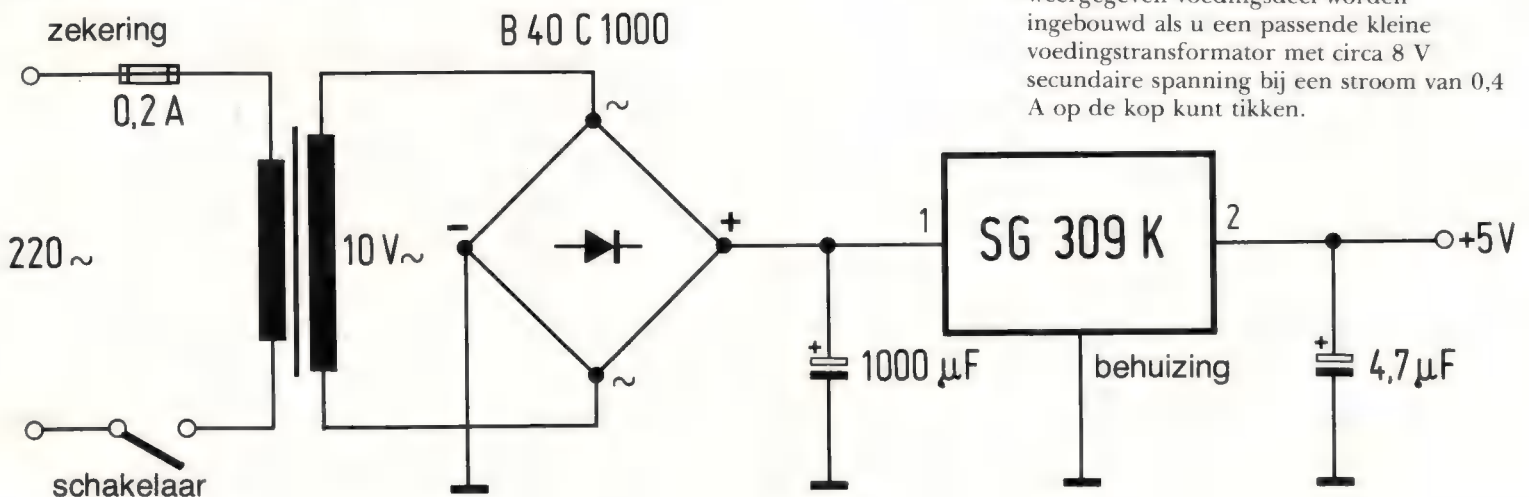 weergegeven voedingsdeel worden
ingebouwd als u een passende kleine
voedingstransformator met circa 8 V
secundaire spanning bij een stroom van 0,4
A op de kop kunt tikken.
zekering
B 40 C 1000
0,2 A
~
220 ~
10 V~
-
+
1
SG 309 K
2
+5 V
~
+
1000 µF
behuizing
+
4,7 µF
schakelaar